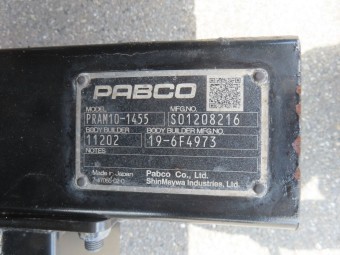 PABCO
MODEL MFG.NO.
PRAM10-1455 S01208216
BODY BUILDER BODY BUILDER MFG.NO.
11202 19-6F4973
NOTES
Made in Japan Pabco Co., Ltd.
ShinMaywa Industries, Ltd.